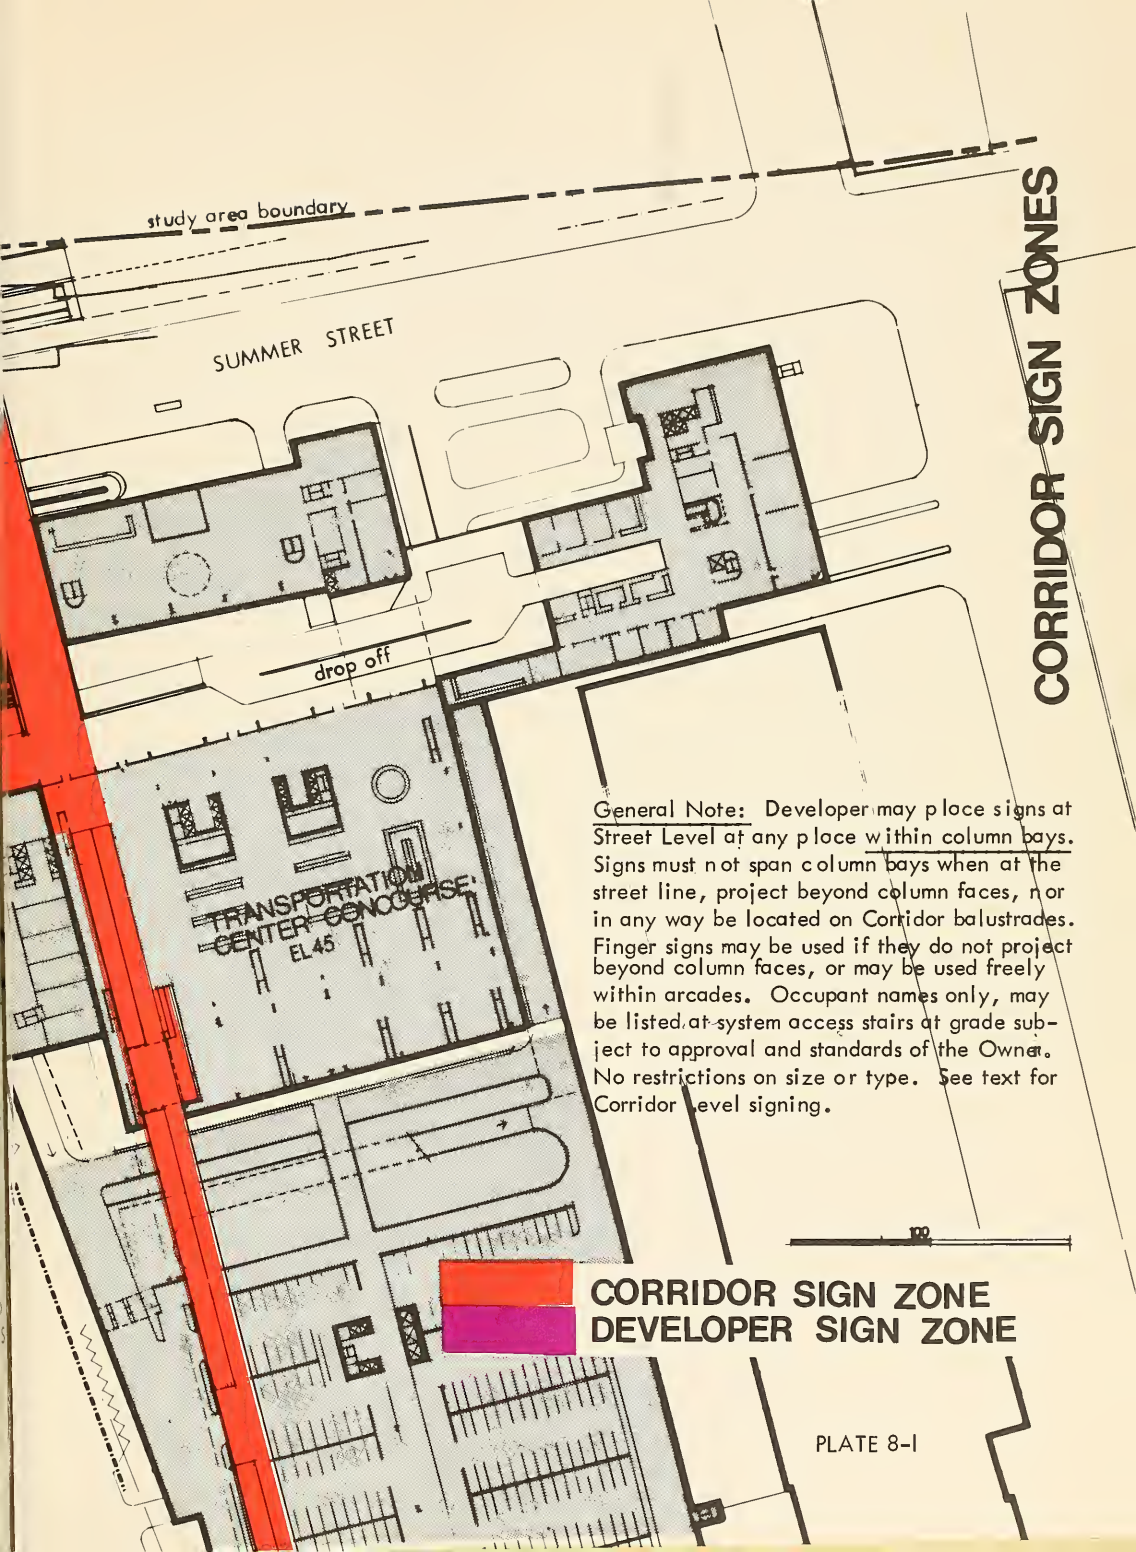 study area boundary
SUMMER STREET
CORRIDOR SIGN ZONES
drop off
TRANSPORTATION
CENTER CONCOURSE
EL 45
General Note: Developer may place signs at
Street Level at any place within column bays.
Signs must not span column bays when at the
street line, project beyond column faces, nor
in any way be located on Corridor balustrades.
Finger signs may be used if they do not project
beyond column faces, or may be used freely
within arcades. Occupant names only, may
be listed at system access stairs at grade sub-
ject to approval and standards of the Owner.
No restrictions on size or type. See text for
Corridor Level signing.
100
CORRIDOR SIGN ZONE
DEVELOPER SIGN ZONE
PLATE 8-1